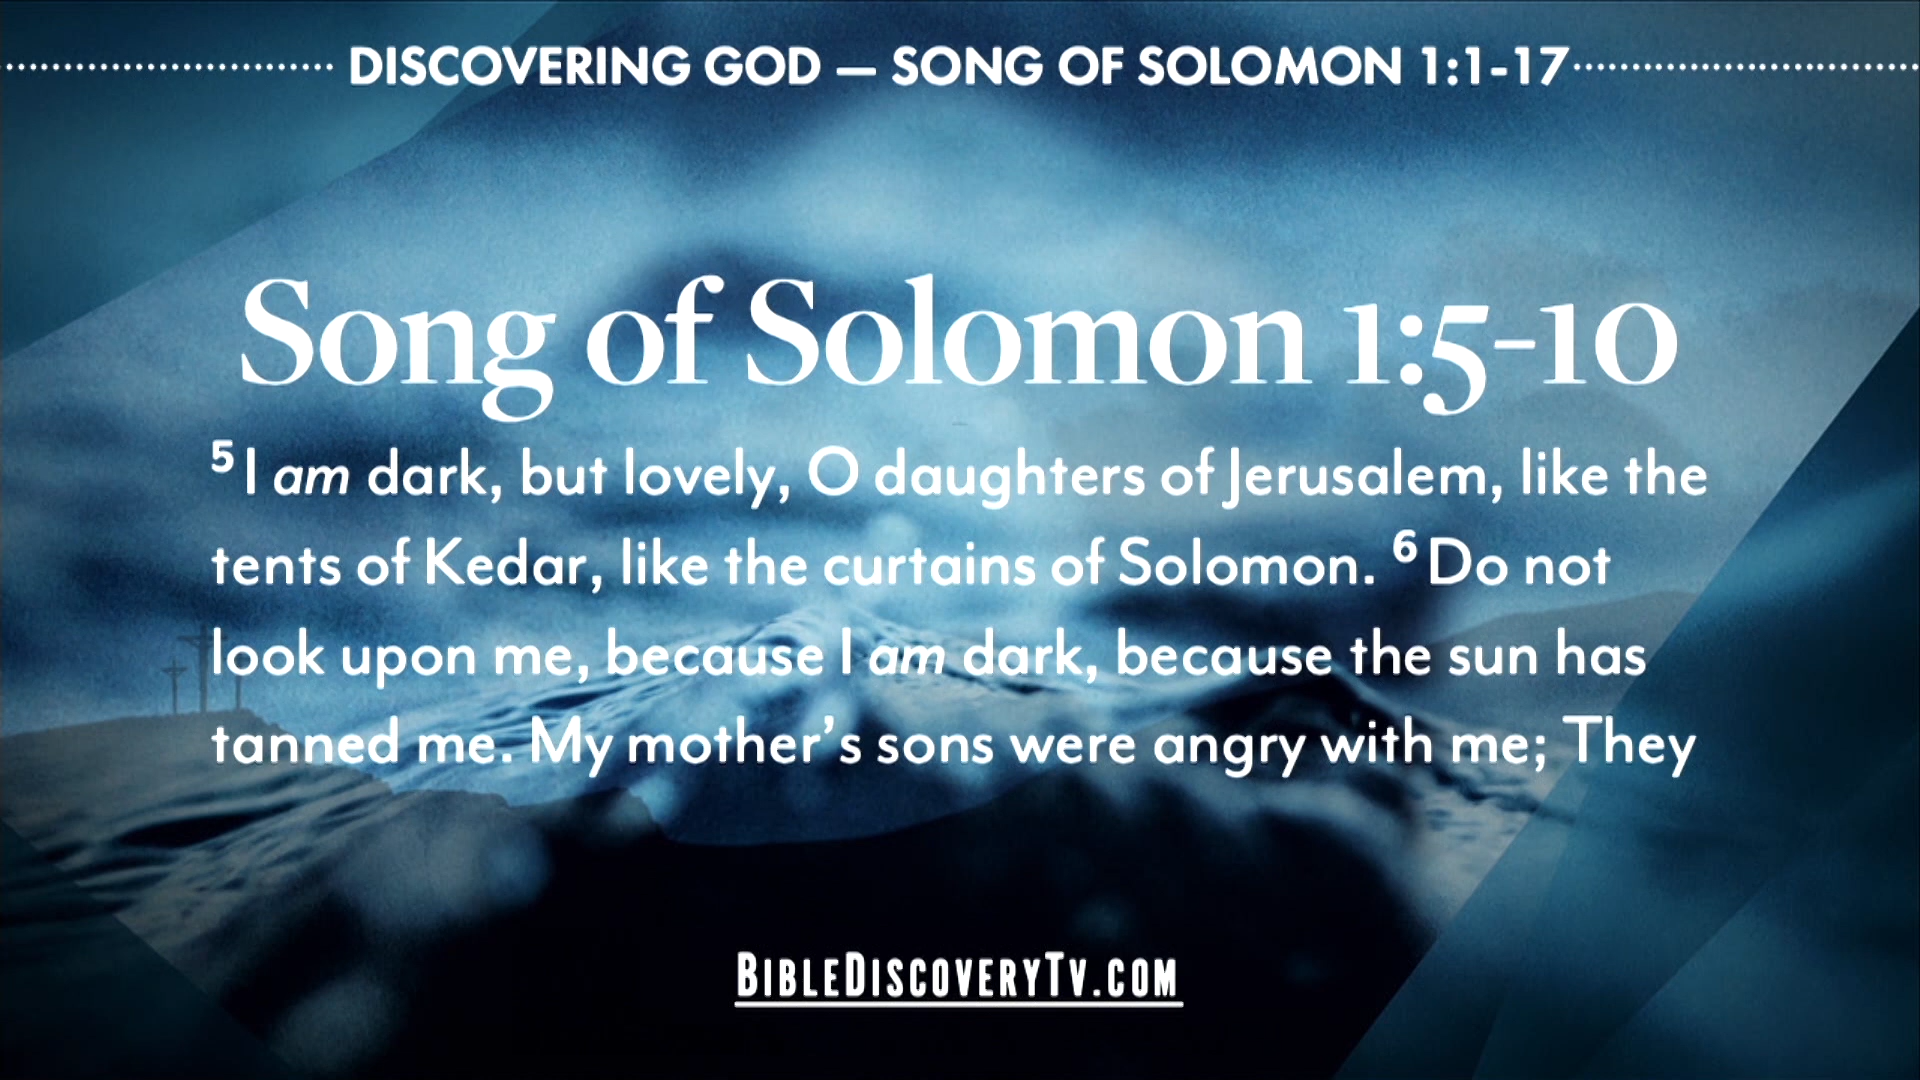 DISCOVERING GOD — SONG OF SOLOMON 1:1-17
Song of Solomon 1:5-10
5 I am dark, but lovely, O daughters of Jerusalem, like the
tents of Kedar, like the curtains of Solomon. 6 Do not
look upon me, because I am dark, because the sun has
tanned me. My mother’s sons were angry with me; They
BIBLEDISCOVERYTV.COM